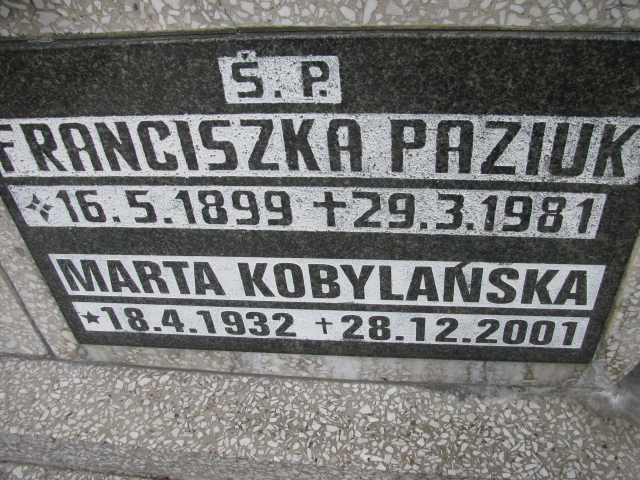 Ś. P.
FRANCISZKA PAZIUK
16.5.1899 †29.3.1981
MARTA KOBYLAŃSKA
★18.4.1932 †28.12.2001